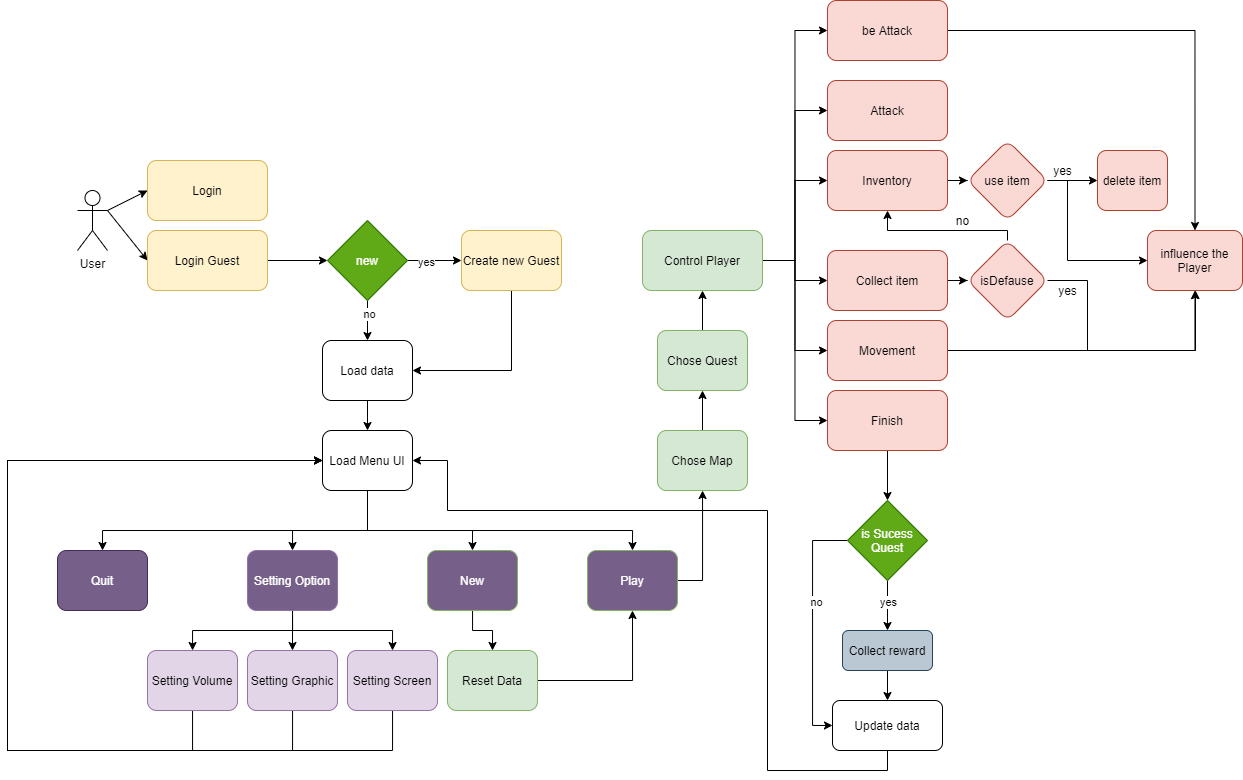 be Attack
Attack
Inventory
use item
yes
delete item
no
Login
User
Login Guest
new
yes
Create new Guest
no
Control Player
Collect item
isDefause
yes
influence the
Player
Load data
Chose Quest
Movement
Finish
Load Menu UI
Chose Map
is Sucess
Quest
Quit
Setting Option
New
Play
no
yes
Setting Volume
Setting Graphic
Setting Screen
Reset Data
Collect reward
Update data